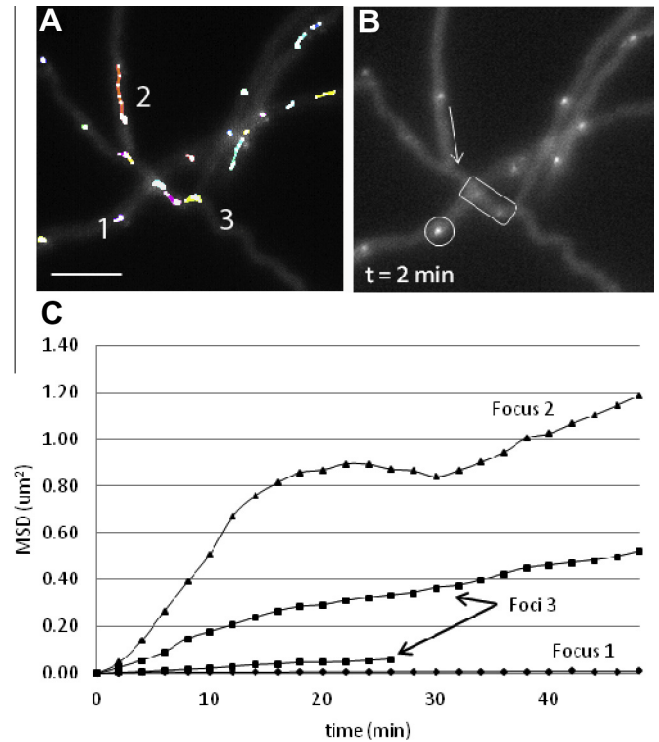 A
2
1
3
B
t = 2 min
C
1.40
1.20
1.00
0.80
0.60
0.40
0.20
0.00
MSD (um²)
Focus 2
Foci 3
Focus 1
0 10 20 30 40
time (min)